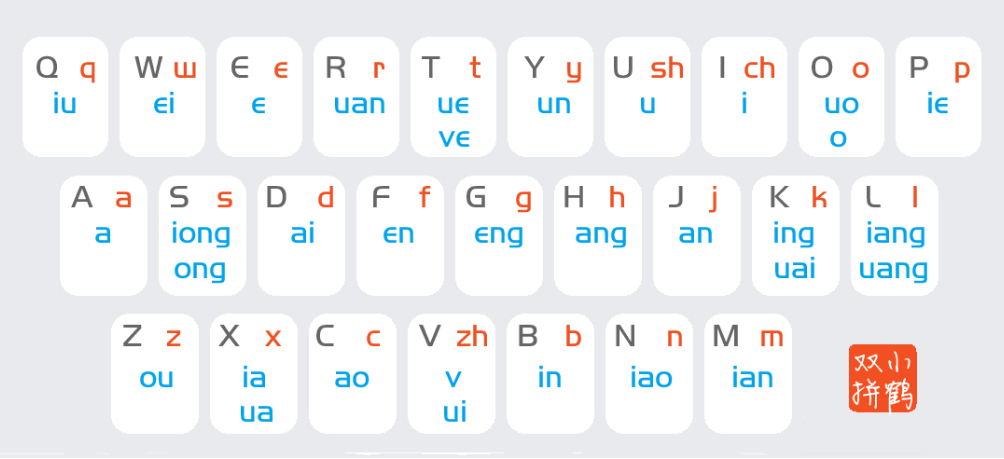 Q q W w E e R r T t Y y U sh I ch O o P p
iu ei e uan ue un u i uo ie
ve o
A a S s D d F f G g H h J j K k L l
a iong ai en eng ang an ing iang
ong uai uang
Z z X x C c V zh B b N n M m
ou ia ao v in iao ian
ua ui
双小
拼鹤